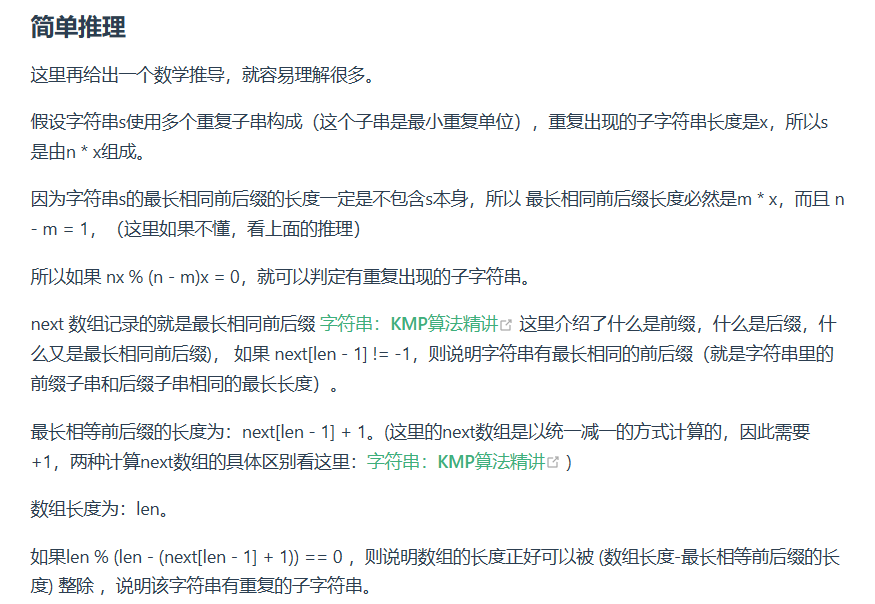 简单推理
这里再给出一个数学推导，就容易理解很多。
假设字符串s使用多个重复子串构成（这个子串是最小重复单位），重复出现的子字符串长度是x，所以s
是由n * x组成。
因为字符串s的最长相同前后缀的长度一定是不包含s本身，所以 最长相同前后缀长度必然是m * x，而且 n
- m = 1，（这里如果不懂，看上面的推理）
所以如果 nx % (n - m)x = 0，就可以判定有重复出现的子字符串。
next 数组记录的就是最长相同前后缀 字符串：KMP算法精讲 这里介绍了什么是前缀，什么是后缀，什
么又是最长相同前后缀)， 如果 next[len - 1] != -1，则说明字符串有最长相同的前后缀（就是字符串里的
前缀子串和后缀子串相同的最长长度）。
最长相等前后缀的长度为：next[len - 1] + 1。(这里的next数组是以统一减一的方式计算的，因此需要
+1，两种计算next数组的具体区别看这里：字符串：KMP算法精讲 )
数组长度为：len。
如果len % (len - (next[len - 1] + 1)) == 0 ，则说明数组的长度正好可以被 (数组长度-最长相等前后缀的长
度) 整除 ，说明该字符串有重复的子字符串。